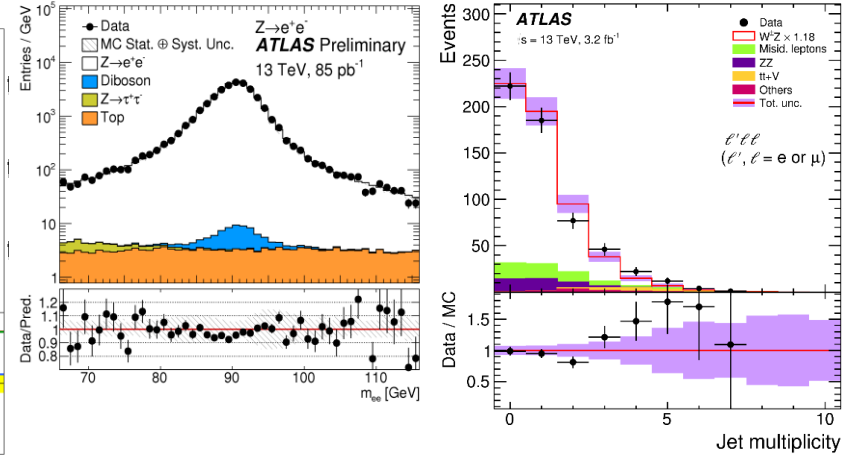 Entries / GeV
10⁵
10⁴
10³
10²
10
1
Data
MC Stat. ⊕ Syst. Unc.
Z→e⁺e⁻
Diboson
Z→τ⁺τ⁻
Top
Z→e⁺e⁻
ATLAS Preliminary
13 TeV, 85 pb⁻¹
Data/Pred.
1.2
1.1
1
0.9
0.8
70 80 90 100 110
mₑₑ [GeV]
Events
300
250
200
150
100
50
ATLAS
s = 13 TeV, 3.2 fb⁻¹
Data
W±Z × 1.18
Misid. leptons
ZZ
tt+V
Others
Tot. unc.
ℓ′ℓℓ
(ℓ′, ℓ = e or μ)
Data / MC
1.5
1
0.5
0 5 10
Jet multiplicity